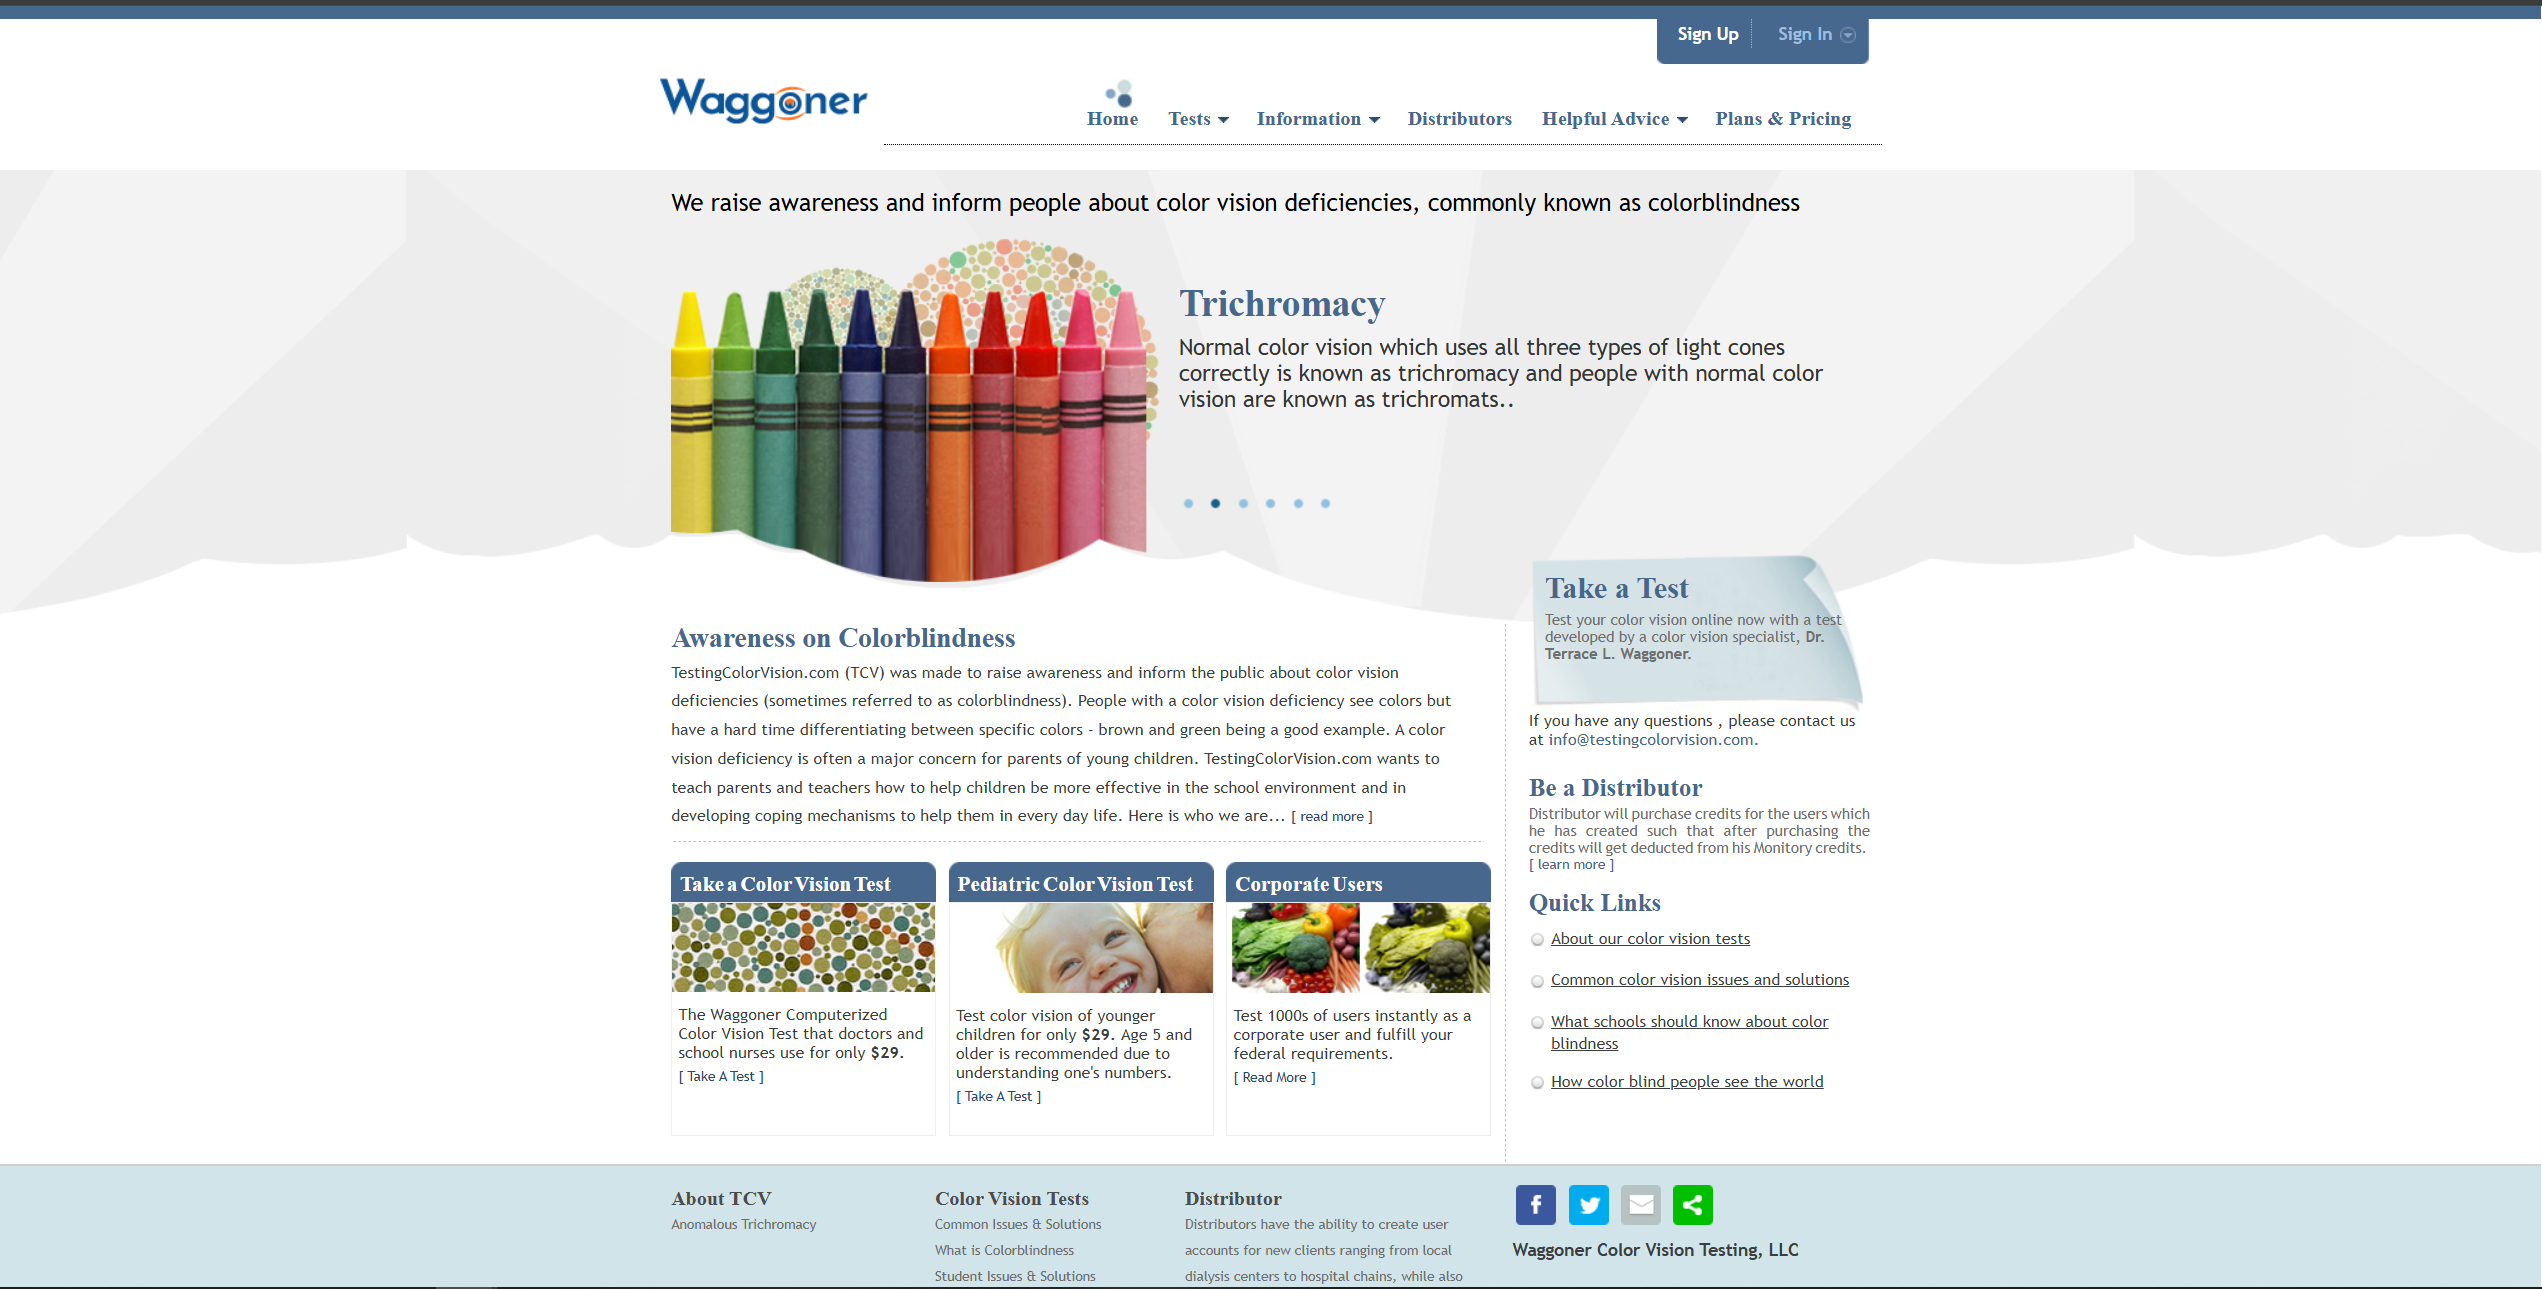 Sign Up
Sign In
Waggoner
Home
Tests
Information
Distributors
Helpful Advice
Plans & Pricing
We raise awareness and inform people about color vision deficiencies, commonly known as colorblindness
Trichromacy
Normal color vision which uses all three types of light cones
correctly is known as trichromacy and people with normal color
vision are known as trichromats..
Take a Test
Test your color vision online now with a test
developed by a color vision specialist, Dr.
Terrace L. Waggoner.
If you have any questions , please contact us
at info@testingcolorvision.com.
Awareness on Colorblindness
TestingColorVision.com (TCV) was made to raise awareness and inform the public about color vision
deficiencies (sometimes referred to as colorblindness). People with a color vision deficiency see colors but
have a hard time differentiating between specific colors - brown and green being a good example. A color
vision deficiency is often a major concern for parents of young children. TestingColorVision.com wants to
teach parents and teachers how to help children be more effective in the school environment and in
developing coping mechanisms to help them in every day life. Here is who we are... [ read more ]
Be a Distributor
Distributor will purchase credits for the users which
he has created such that after purchasing the
credits will get deducted from his Monitory credits.
[ learn more ]
Take a Color Vision Test
The Waggoner Computerized
Color Vision Test that doctors and
school nurses use for only $29.
[ Take A Test ]
Pediatric Color Vision Test
Test color vision of younger
children for only $29. Age 5 and
older is recommended due to
understanding one's numbers.
[ Take A Test ]
Corporate Users
Test 1000s of users instantly as a
corporate user and fulfill your
federal requirements.
[ Read More ]
Quick Links
About our color vision tests
Common color vision issues and solutions
What schools should know about color
blindness
How color blind people see the world
About TCV
Anomalous Trichromacy
Color Vision Tests
Common Issues & Solutions
What is Colorblindness
Student Issues & Solutions
Distributor
Distributors have the ability to create user
accounts for new clients ranging from local
dialysis centers to hospital chains, while also
Waggoner Color Vision Testing, LLC